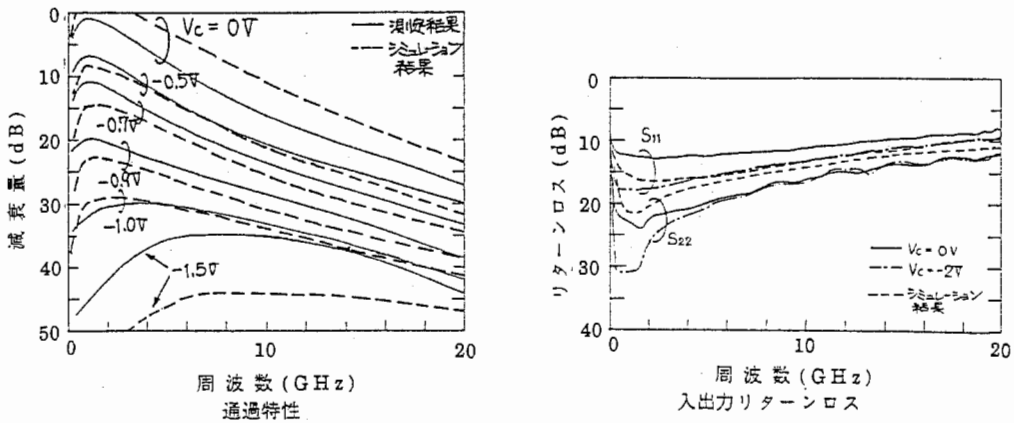 減衰量(dB)
0
10
20
30
40
50
Vc=0V
-0.5V
-0.7V
-0.9V
-1.0V
-1.5V
測定結果
シミュレーション
結果
0
10
20
周波数(GHz)
通過特性
リターンロス(dB)
0
10
20
30
40
S11
S22
Vc=0V
Vc=-2V
シミュレーション
結果
0
10
20
周波数(GHz)
入出力リターンロス